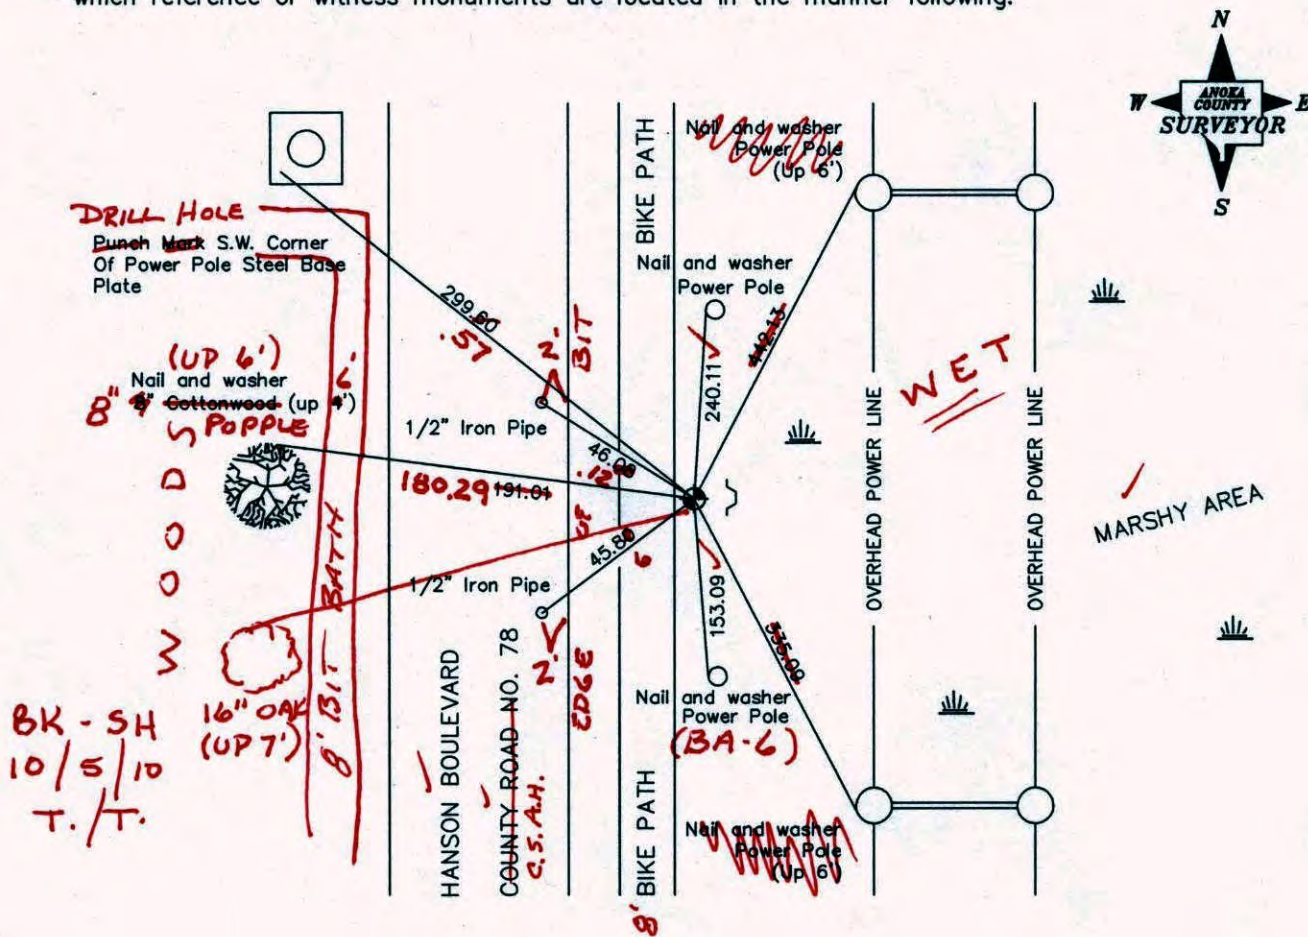 which reference or witness monuments are located in the manner following:
N
W
ANOKA
COUNTY
E
SURVEYOR
S
Nail and washer
Power Pole
(Up 6')
BIKE PATH
DRILL HOLE
Punch Mark S.W. Corner
Of Power Pole Steel Base
Plate
Nail and washer
Power Pole
299.60
.57
2'
BIT
442.13
240.11
WET
(UP 6')
Nail and washer
8" Cottonwood (up 4')
8"
6'
POPPLE
1/2" Iron Pipe
46.08
.12
180.29 191.01
OVERHEAD POWER LINE
OVERHEAD POWER LINE
MARSHY AREA
WOODS
8' BIT BATH
OF
45.80
6
1/2" Iron Pipe
153.09
535.09
2'
EDGE
HANSON BOULEVARD
COUNTY ROAD NO. 78
C.S.A.H.
Nail and washer
Power Pole
(BA-6)
16" OAK
(UP 7')
BK - SH
10/5/10
T./T.
8' BIKE PATH
Nail and washer
Power Pole
(Up 6')